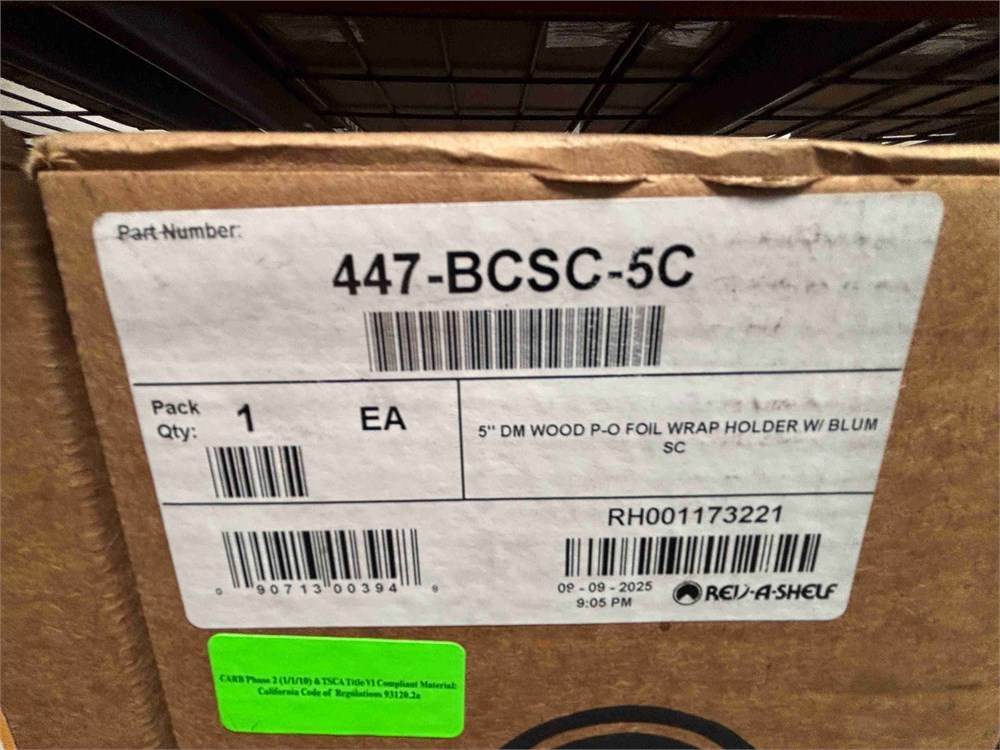 Part Number:
447-BCSC-5C
Pack
Qty:
1
EA
5" DM WOOD P-O FOIL WRAP HOLDER W/ BLUM
SC
RH001173221
0 90713 00394
09-09-2025
9:05 PM
REV-A-SHELF
CARB Phase 2 (1/1/10) & TSCA Title VI Compliant Material:
California Code of Regulations 93120.2a